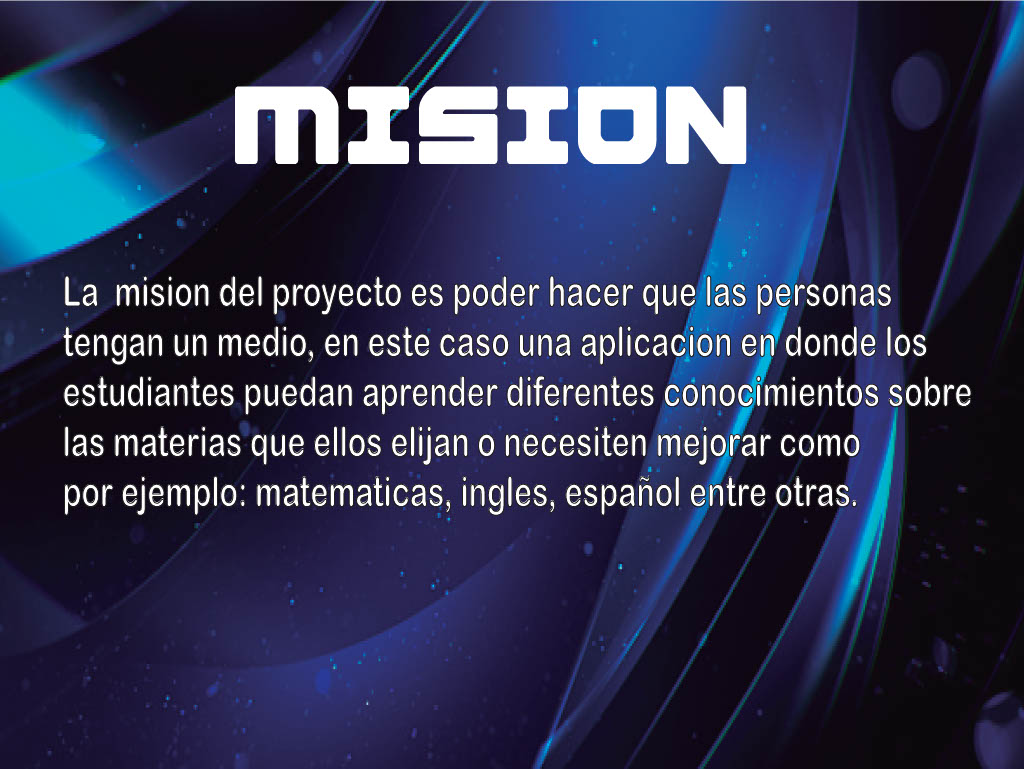 MISION
La mision del proyecto es poder hacer que las personas
tengan un medio, en este caso una aplicacion en donde los
estudiantes puedan aprender diferentes conocimientos sobre
las materias que ellos elijan o necesiten mejorar como
por ejemplo: matematicas, ingles, español entre otras.